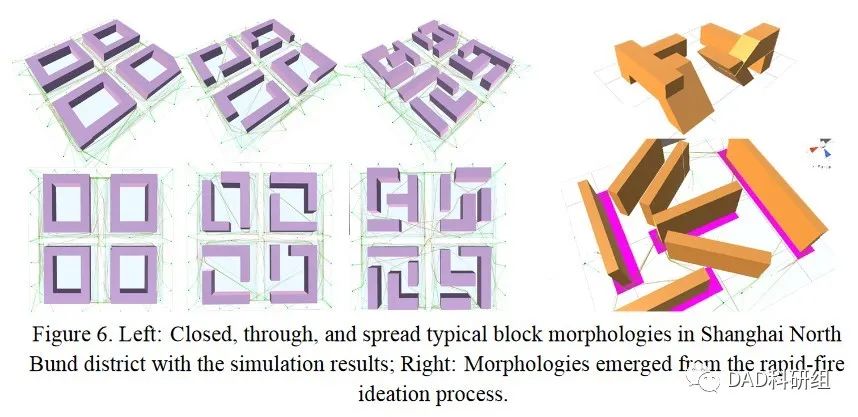 Figure 6. Left: Closed, through, and spread typical block morphologies in Shanghai North
Bund district with the simulation results; Right: Morphologies emerged from the rapid-fire
ideation process.
DAD科研组